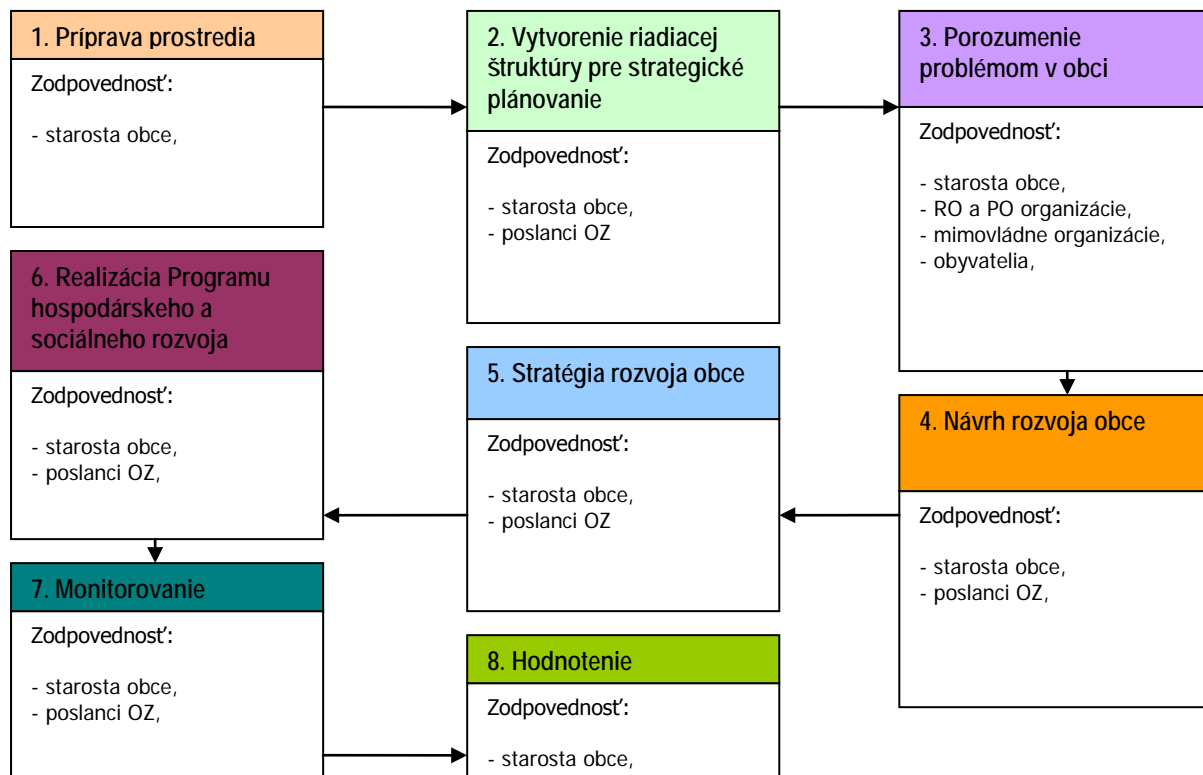 1. Príprava prostredia
Zodpovednosť:
- starosta obce,
2. Vytvorenie riadiacej
štruktúry pre strategické
plánovanie
Zodpovednosť:
- starosta obce,
- poslanci OZ
3. Porozumenie
problémom v obci
Zodpovednosť:
- starosta obce,
- RO a PO organizácie,
- mimovládne organizácie,
- obyvatelia,
4. Návrh rozvoja obce
Zodpovednosť:
- starosta obce,
- poslanci OZ,
5. Stratégia rozvoja obce
Zodpovednosť:
- starosta obce,
- poslanci OZ
6. Realizácia Programu
hospodárskeho a
sociálneho rozvoja
Zodpovednosť:
- starosta obce,
- poslanci OZ,
7. Monitorovanie
Zodpovednosť:
- starosta obce,
- poslanci OZ,
8. Hodnotenie
Zodpovednosť:
- starosta obce,